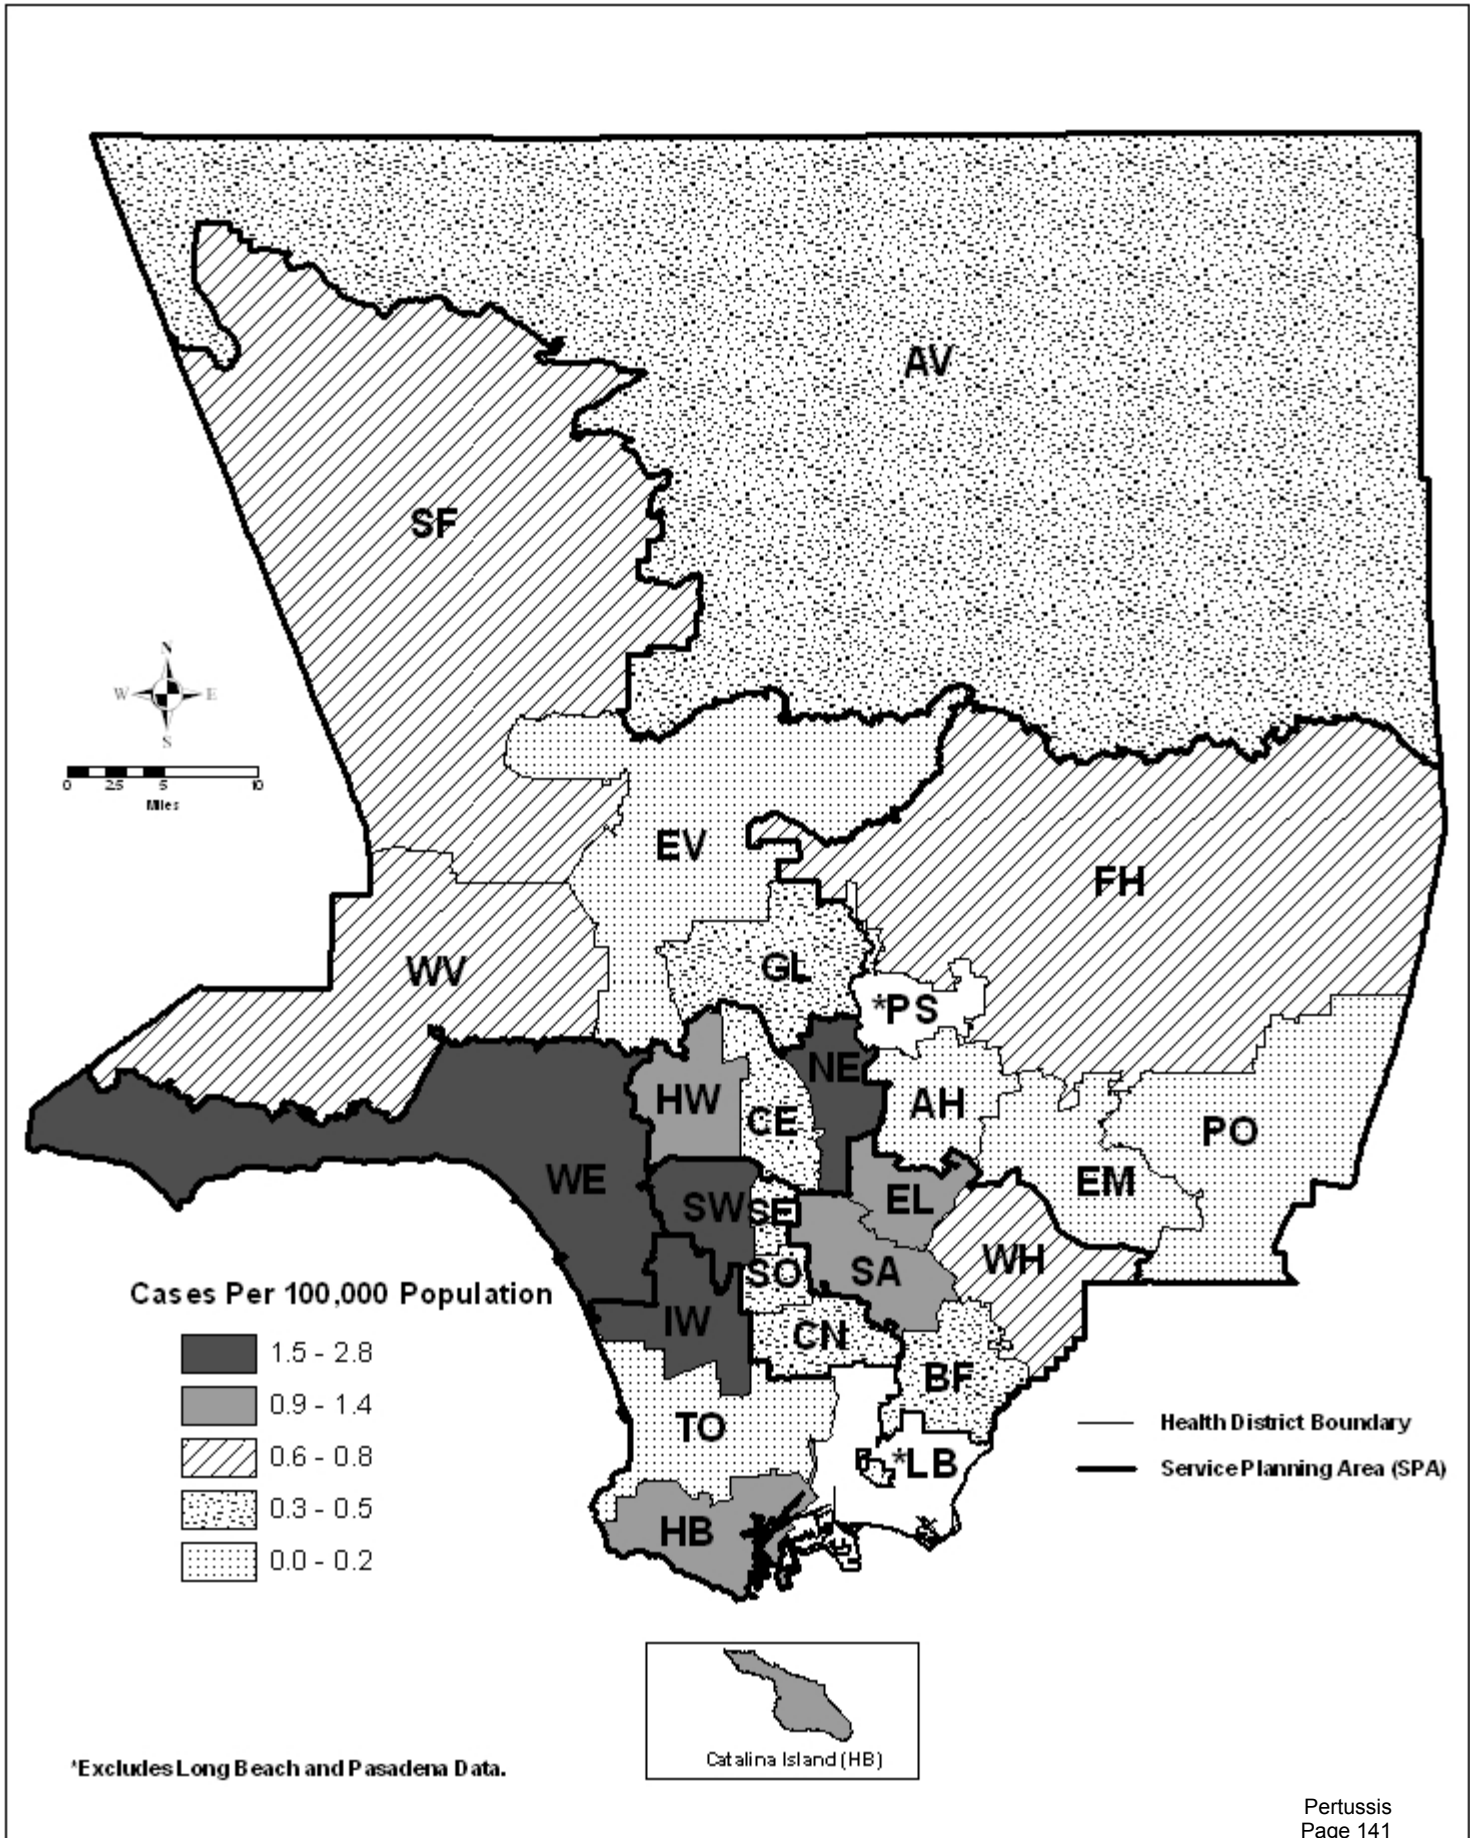 AV
SF
N
W E
S
0 2.5 5 10
Miles
EV
FH
WV
GL
*PS
NE
HW
AH
CE
PO
WE
EM
SW
SE
EL
WH
SO
SA
Cases Per 100,000 Population
IW
CN
1.5 - 2.8
BF
0.9 - 1.4
TO
Health District Boundary
0.6 - 0.8
*LB
Service Planning Area (SPA)
0.3 - 0.5
HB
0.0 - 0.2
Catalina Island (HB)
*Excludes Long Beach and Pasadena Data.
Pertussis
Page 141